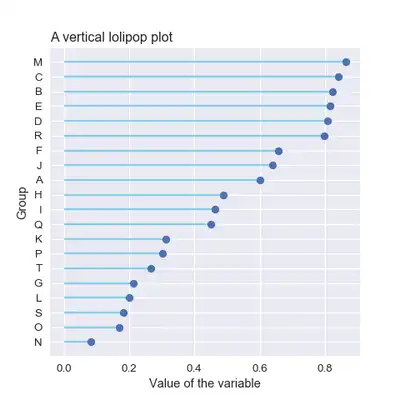 A vertical lolipop plot
M
C
B
E
D
R
F
J
A
H
I
Q
K
P
T
G
L
S
O
N
Group
0.0 0.2 0.4 0.6 0.8
Value of the variable